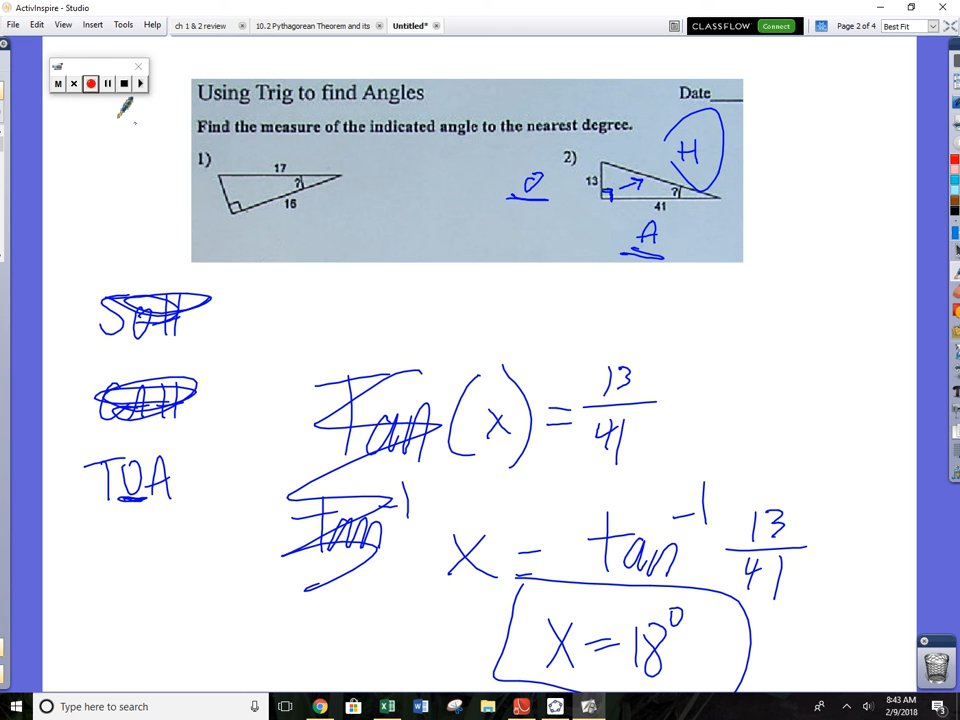 ActivInspire - Studio
File Edit View Insert Tools Help
ch 1 & 2 review
10.2 Pythagorean Theorem and its
Untitled*
CLASSFLOW
Connect
Page 2 of 4
Best Fit
M
Using Trig to find Angles
Date____
Find the measure of the indicated angle to the nearest degree.
1)
17
?
16
2)
13
?
41
H
O
A
SOH
CAH
TOA
Tan(x) = 13/41
Tan⁻¹
x = tan⁻¹ 13/41
x = 18°
Type here to search
8:43 AM
2/9/2018
3